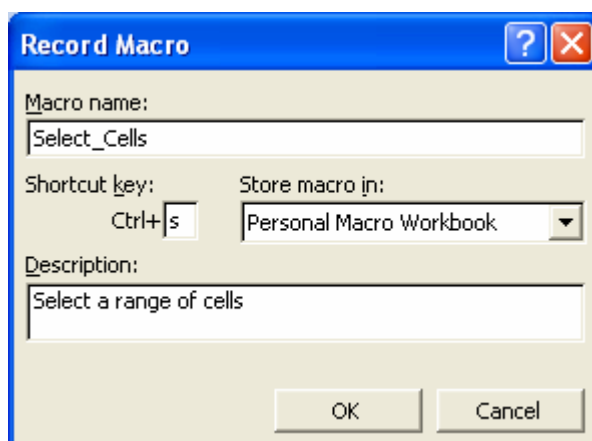 Record Macro
?
Macro name:
Select_Cells
Shortcut key: Store macro in:
Ctrl+ s Personal Macro Workbook
Description:
Select a range of cells
OK Cancel